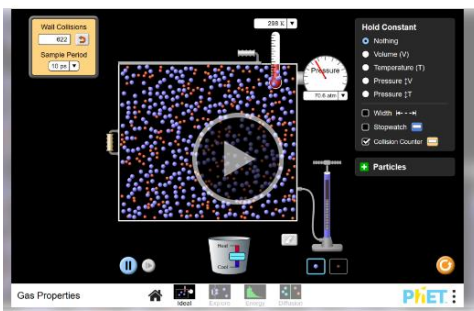 Wall Collisions
622
Sample Period
10 ps
298 K
Pressure
70.6 atm
Hold Constant
Nothing
Volume (V)
Temperature (T)
Pressure ↕V
Pressure ↕T
Width
Stopwatch
Collision Counter
Particles
Heat
Cool
Gas Properties
Ideal
Explore
Energy
Diffusion
PhET